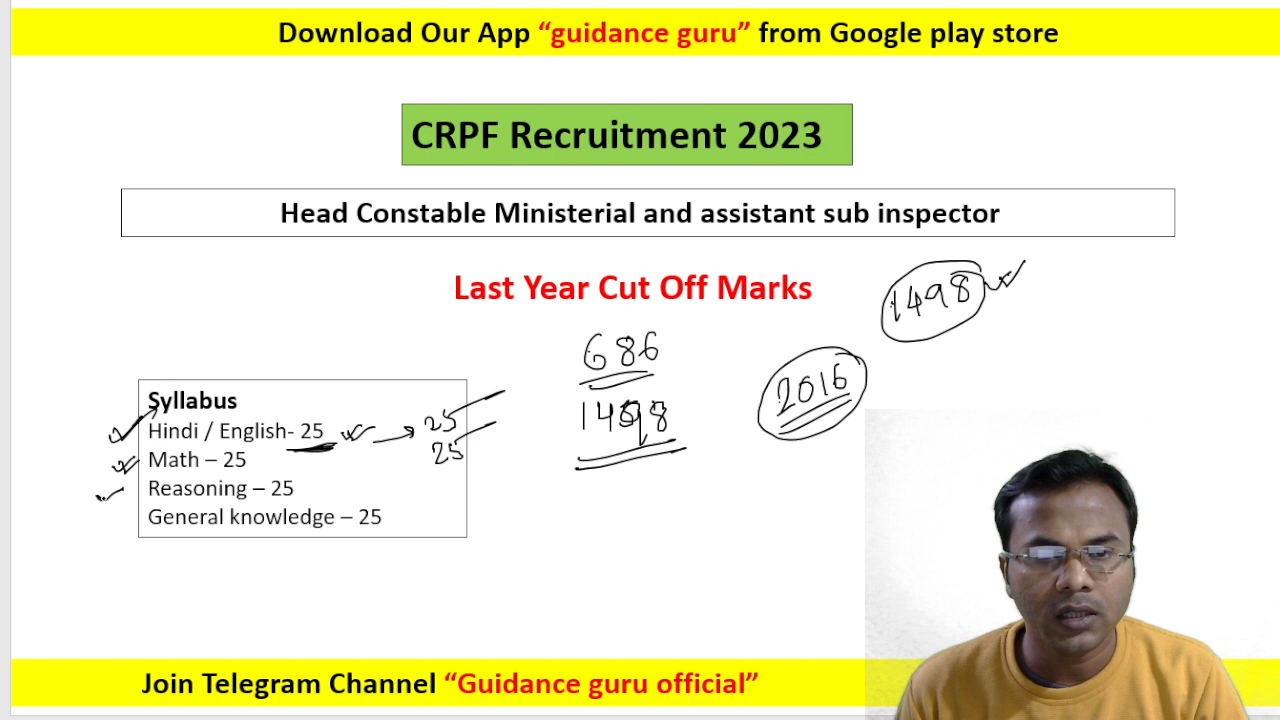 Download Our App “guidance guru” from Google play store
CRPF Recruitment 2023
Head Constable Ministerial and assistant sub inspector
Last Year Cut Off Marks
1498
686
2016
1498
Syllabus
Hindi / English- 25
25
Math – 25
25
Reasoning – 25
General knowledge – 25
Join Telegram Channel “Guidance guru official”